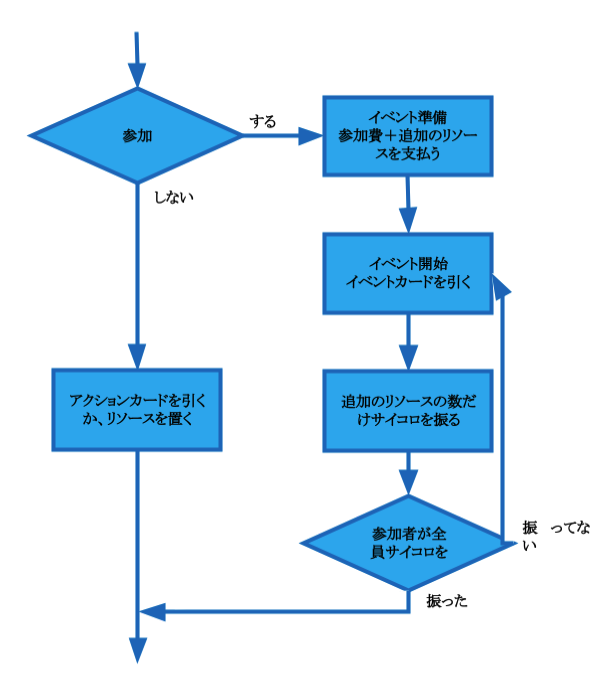 参加
する
しない
イベント準備
参加費＋追加のリソー
スを支払う
イベント開始
イベントカードを引く
アクションカードを引く
か、リソースを置く
追加のリソースの数だ
けサイコロを振る
参加者が全
員サイコロを
振　ってな
い
振った